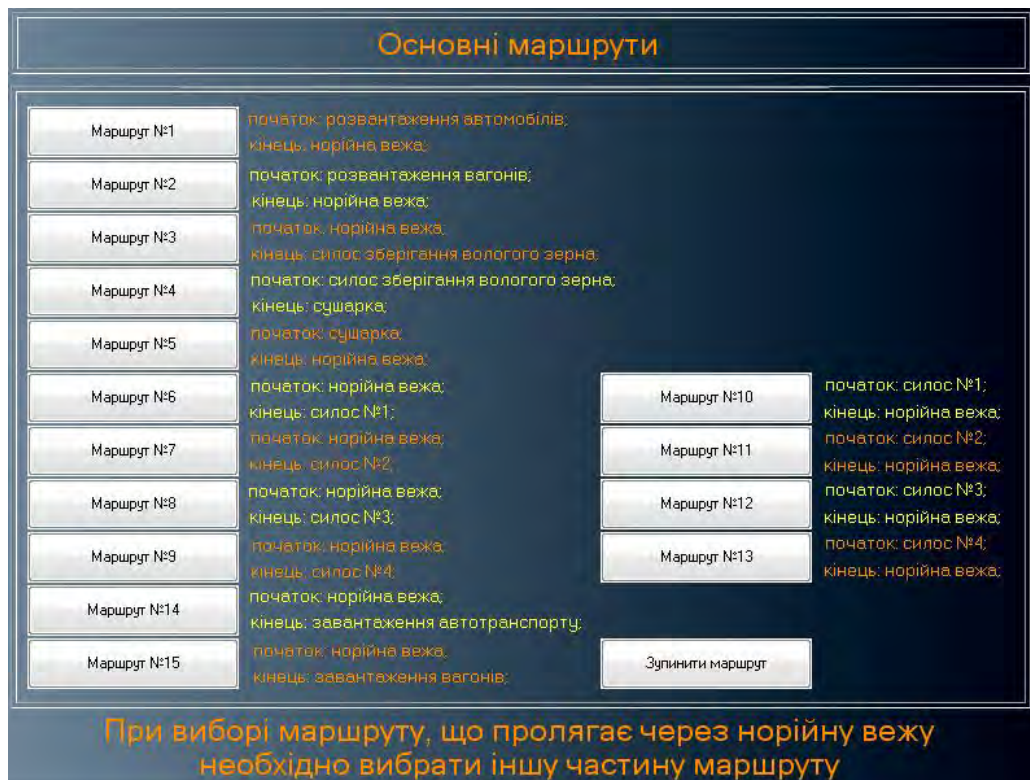 Основні маршрути
Маршрут №1
початок: розвантаження автомобілів;
кінець: норійна вежа;
Маршрут №2
початок: розвантаження вагонів;
кінець: норійна вежа;
Маршрут №3
початок: норійна вежа;
кінець: силос зберігання вологого зерна;
Маршрут №4
початок: силос зберігання вологого зерна;
кінець: сушарка;
Маршрут №5
початок: сушарка;
кінець: норійна вежа;
Маршрут №6
початок: норійна вежа;
кінець: силос №1;
Маршрут №7
початок: норійна вежа;
кінець: силос №2;
Маршрут №8
початок: норійна вежа;
кінець: силос №3;
Маршрут №9
початок: норійна вежа;
кінець: силос №4;
Маршрут №14
початок: норійна вежа;
кінець: завантаження автотранспорту;
Маршрут №15
початок: норійна вежа;
кінець: завантаження вагонів;
Маршрут №10
початок: силос №1;
кінець: норійна вежа;
Маршрут №11
початок: силос №2;
кінець: норійна вежа;
Маршрут №12
початок: силос №3;
кінець: норійна вежа;
Маршрут №13
початок: силос №4;
кінець: норійна вежа;
Зупинити маршрут
При виборі маршруту, що пролягає через норійну вежу
необхідно вибрати іншу частину маршруту